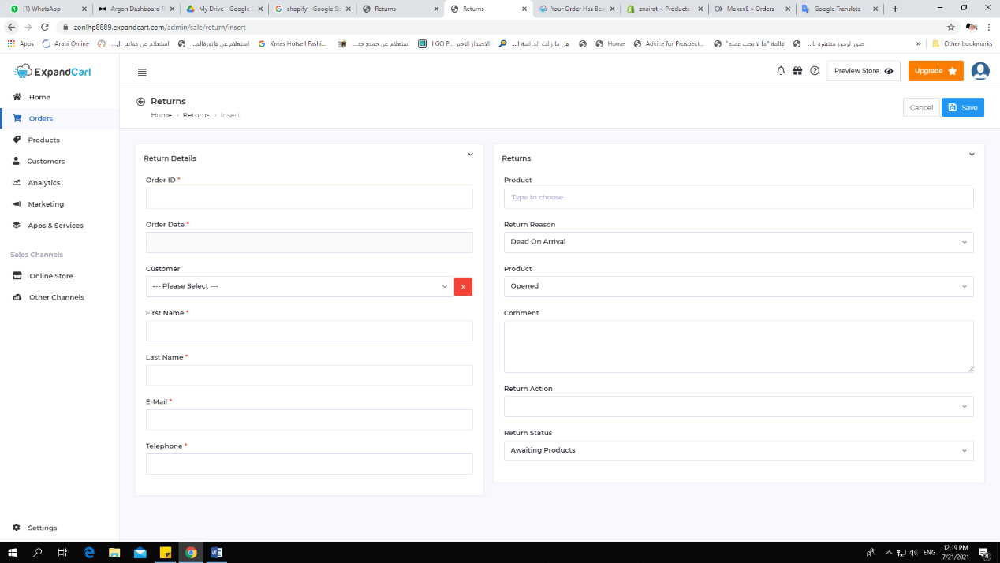 (1) WhatsApp
Argon Dashboard R
My Drive - Google D
shopify - Google Se
Returns
Returns
Your Order Has Bee
znairat ~ Products ~
MakanE » Orders
Google Translate
zonlhp8889.expandcart.com/admin/sale/return/insert
Apps
Arabi Online
استعلام عن فواتير ال...
استعلام عن فاتورةالم...
Kmes Hotsell Fashi...
استعلام عن جميع خد...
الاصدار الاخير ...I GO P
هل ما زالت الدراسة ا...
Home
Advice for Prospect...
قائمة "ما لا يجب عمله"
صور لرموز منتشرة با...
»
Other bookmarks
ExpandCart
Preview Store
Upgrade
Home
Orders
Products
Customers
Analytics
Marketing
Apps & Services
Sales Channels
Online Store
Other Channels
Settings
Returns
Home › Returns › Insert
Cancel
Save
Return Details
Order ID *
Order Date *
Customer
--- Please Select ---
X
First Name *
Last Name *
E-Mail *
Telephone *
Returns
Product
Type to choose...
Return Reason
Dead On Arrival
Product
Opened
Comment
Return Action
Return Status
Awaiting Products
ENG
12:19 PM
7/21/2021
4